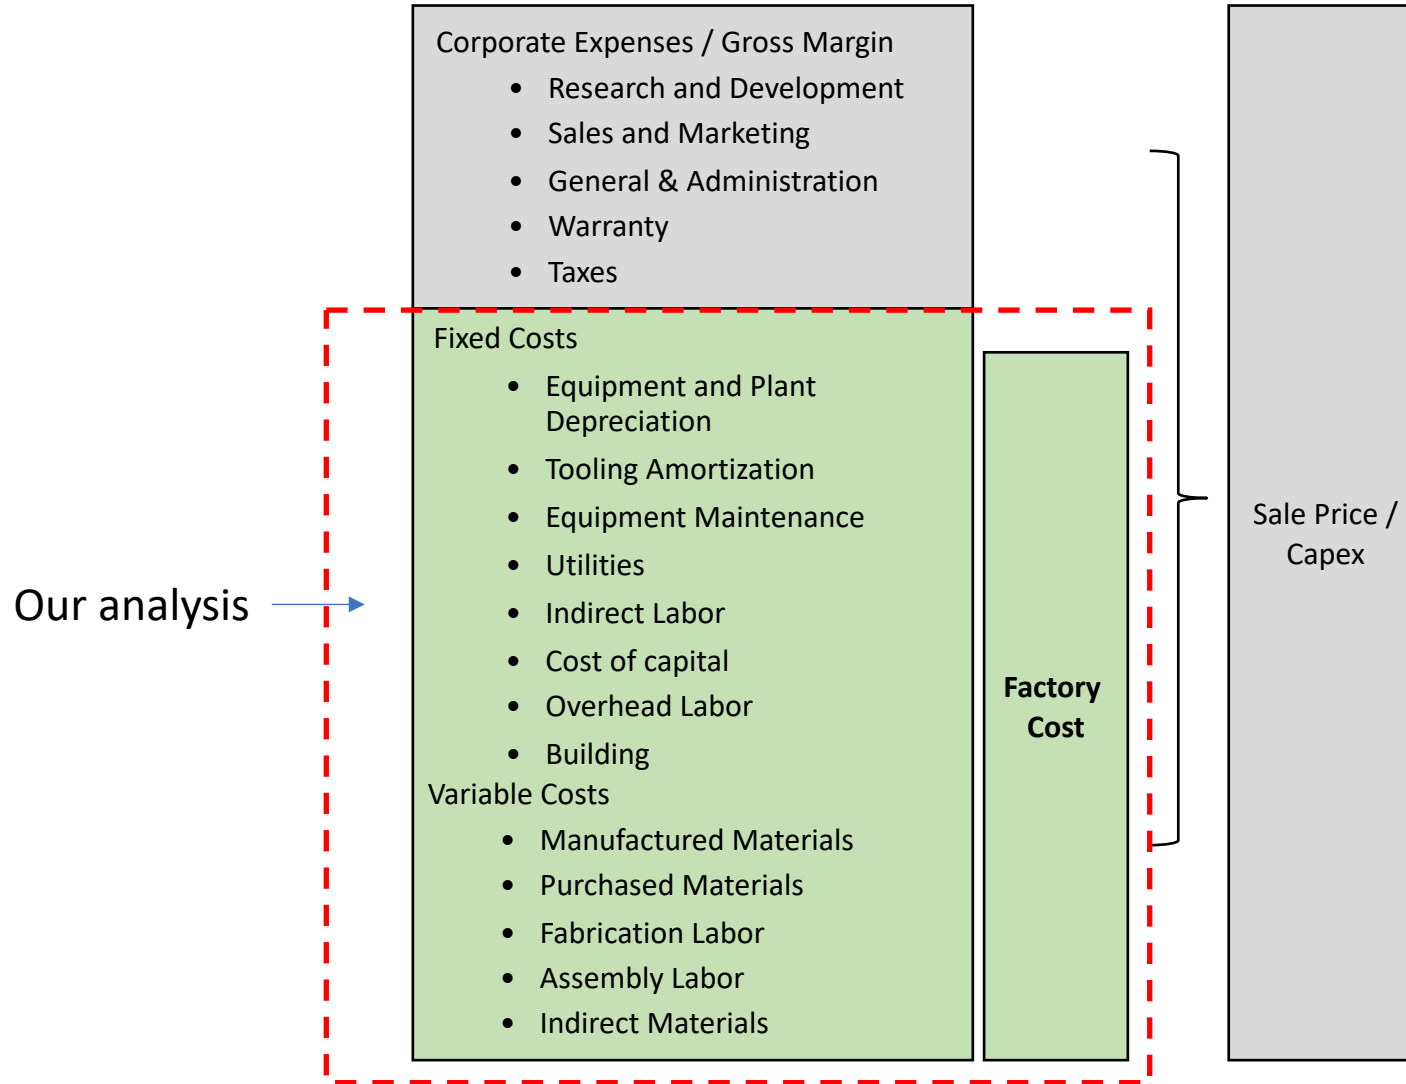 Corporate Expenses / Gross Margin
• Research and Development
• Sales and Marketing
• General & Administration
• Warranty
• Taxes
Fixed Costs
• Equipment and Plant
Depreciation
• Tooling Amortization
• Equipment Maintenance
• Utilities
• Indirect Labor
• Cost of capital
• Overhead Labor
• Building
Variable Costs
• Manufactured Materials
• Purchased Materials
• Fabrication Labor
• Assembly Labor
• Indirect Materials
Our analysis
Factory
Cost
Sale Price /
Capex